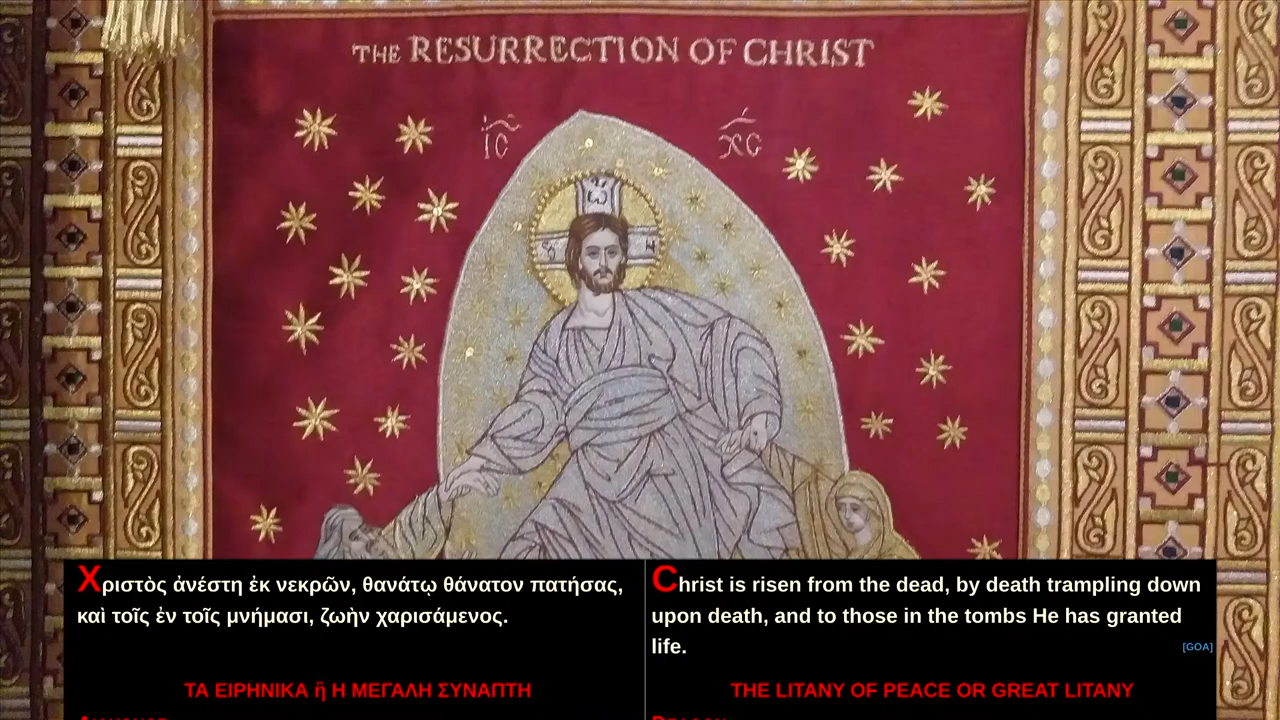 THE RESURRECTION OF CHRIST
ΙC ΧC
Χριστὸς ἀνέστη ἐκ νεκρῶν, θανάτῳ θάνατον πατήσας,
καὶ τοῖς ἐν τοῖς μνήμασι, ζωὴν χαρισάμενος.
ΤΑ ΕΙΡΗΝΙΚΑ ἢ Η ΜΕΓΑΛΗ ΣΥΝΑΠΤΗ
Christ is risen from the dead, by death trampling down
upon death, and to those in the tombs He has granted
life.
[GOA]
THE LITANY OF PEACE OR GREAT LITANY